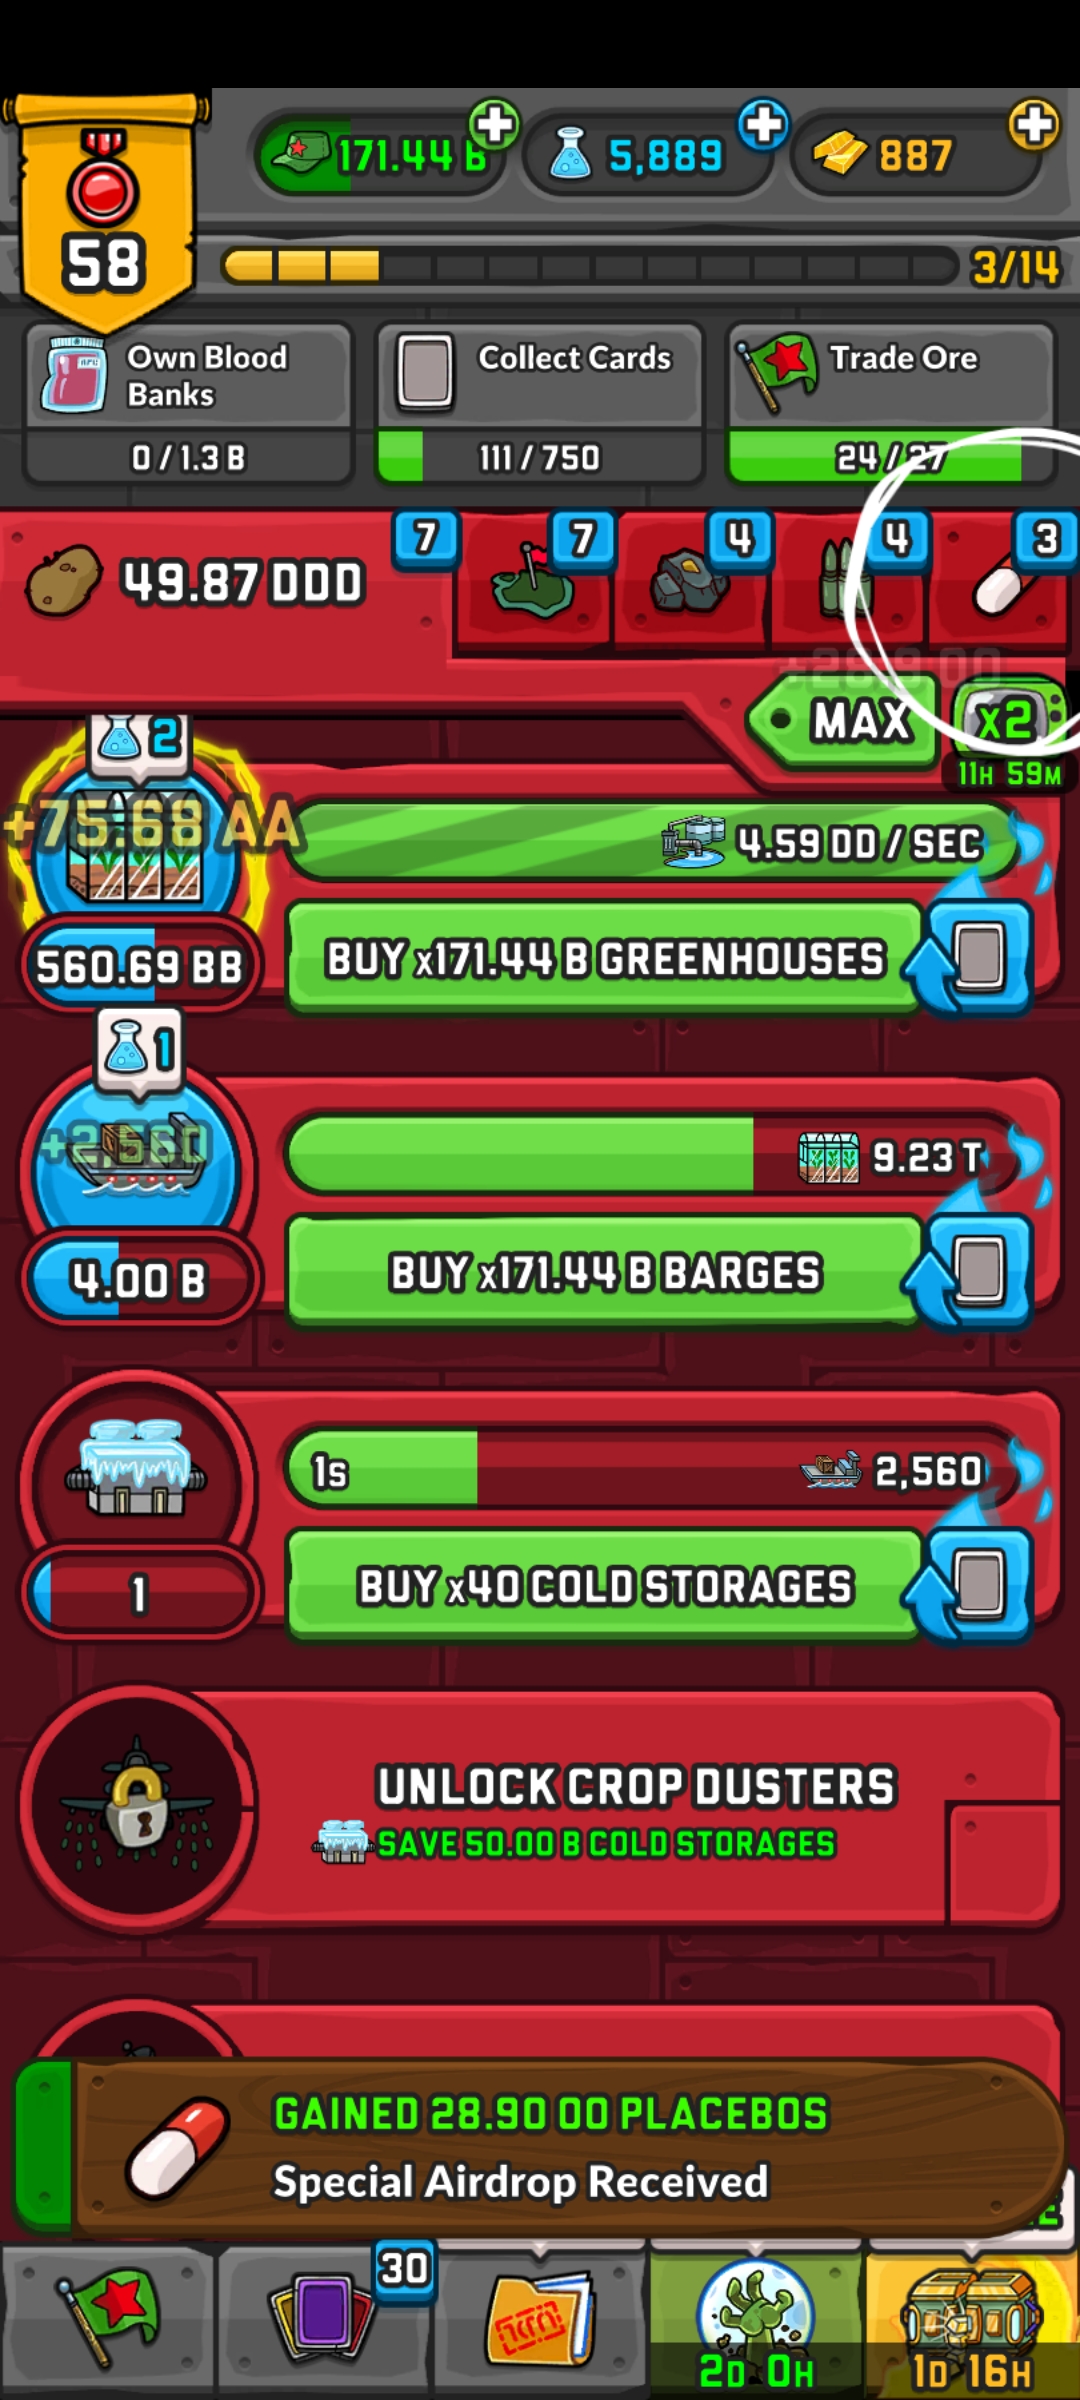 171.44 B
5,889
887
58
3/14
Own Blood
Banks
0 / 1.3 B
Collect Cards
111 / 750
Trade Ore
24 / 27
49.87 DDD
7
7
4
4
3
+28.9 OO
MAX
x2
11H 59M
2
+75.68 AA
4.59 DD / SEC
560.69 BB
BUY x171.44 B GREENHOUSES
1
+2,560
9.23 T
4.00 B
BUY x171.44 B BARGES
1s
2,560
1
BUY x40 COLD STORAGES
UNLOCK CROP DUSTERS
SAVE 50.00 B COLD STORAGES
GAINED 28.90 OO PLACEBOS
Special Airdrop Received
30
2D 0H
1D 16H